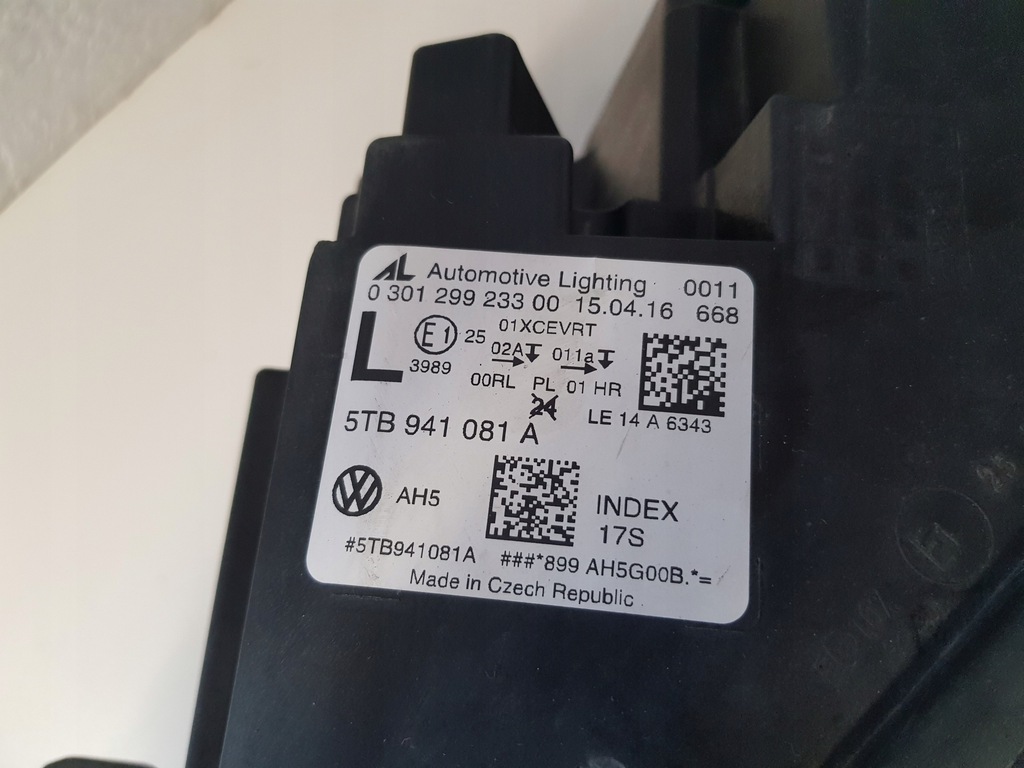 AL Automotive Lighting 0011
0 301 299 233 00 15.04.16 668
L E1 25 01XCEVRT
02A 011a
3989
00RL PL 01 HR
24
LE 14 A 6343
5TB 941 081 A
VW AH5 INDEX
17S
#5TB941081A ###*899 AH5G00B.*=
Made in Czech Republic